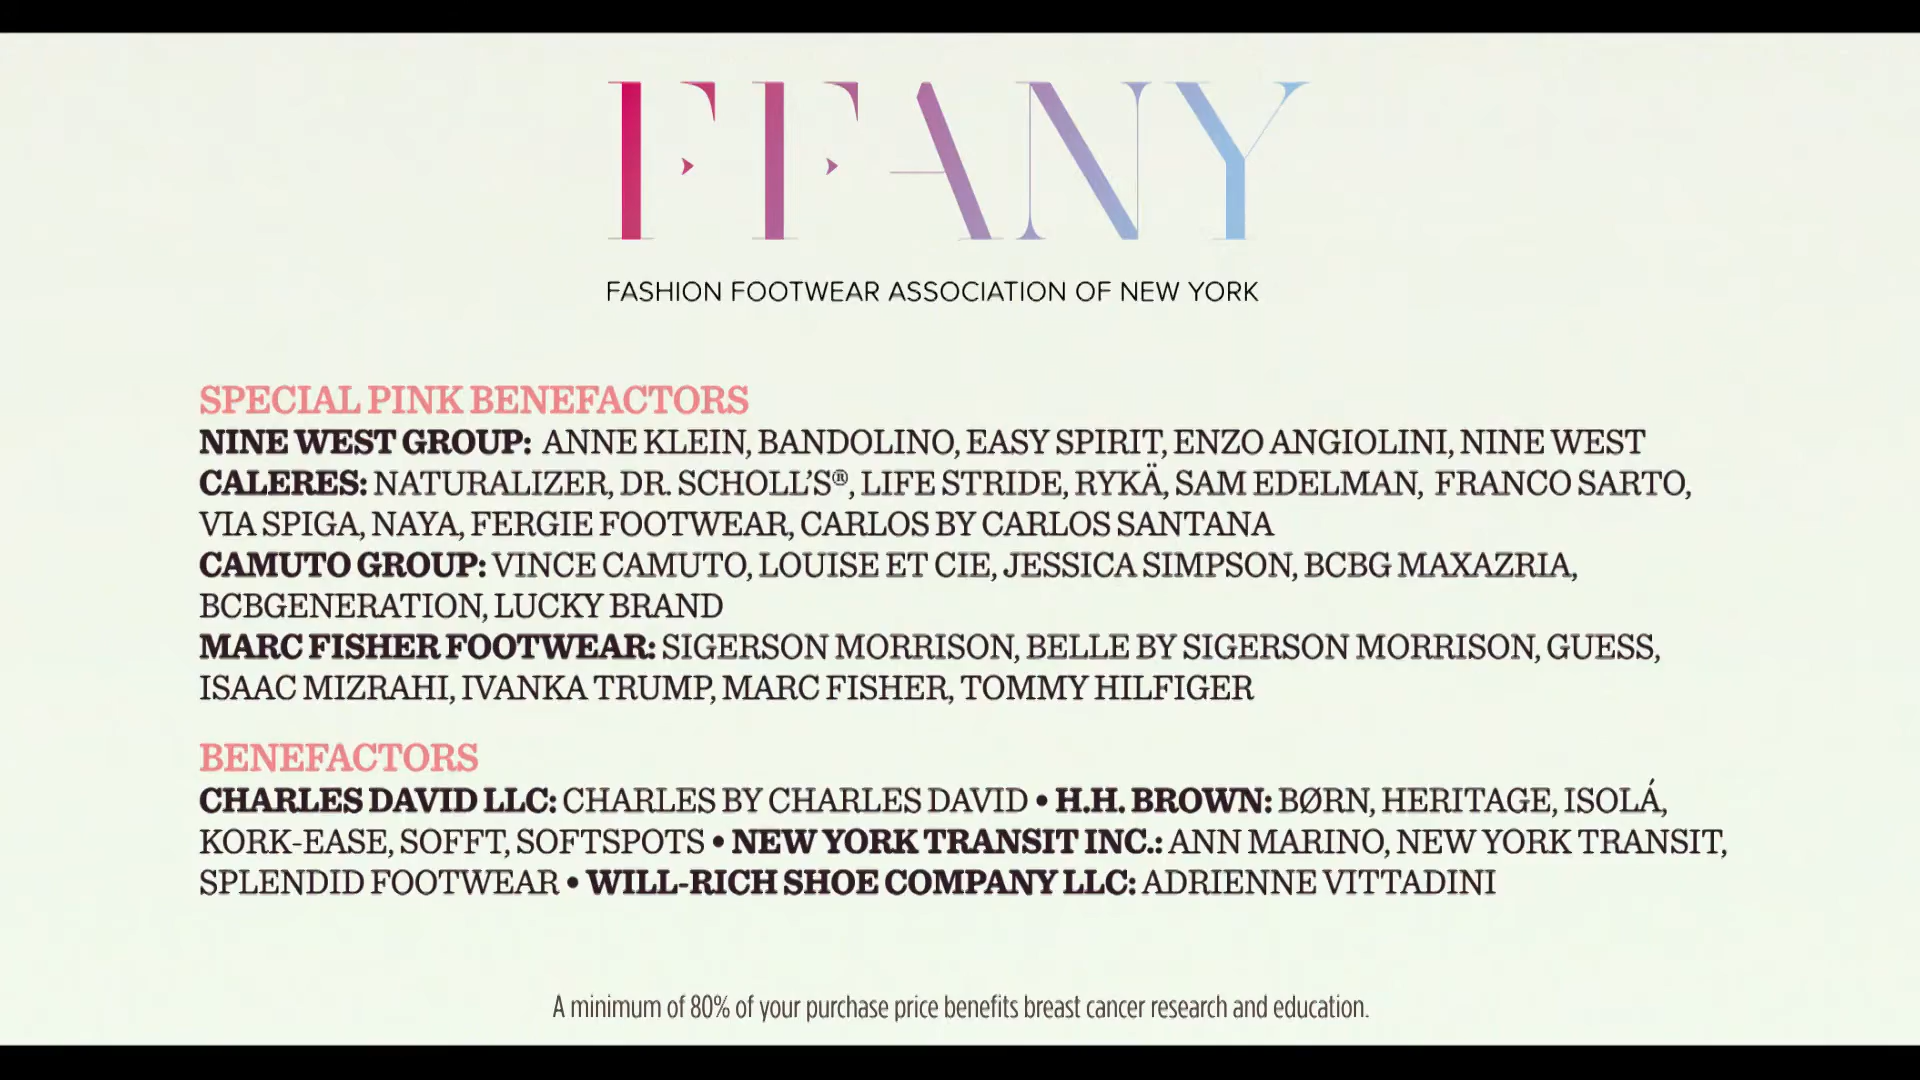 FFANY
FASHION FOOTWEAR ASSOCIATION OF NEW YORK
SPECIAL PINK BENEFACTORS
NINE WEST GROUP: ANNE KLEIN, BANDOLINO, EASY SPIRIT, ENZO ANGIOLINI, NINE WEST
CALERES: NATURALIZER, DR. SCHOLL'S®, LIFE STRIDE, RYKÄ, SAM EDELMAN, FRANCO SARTO,
VIA SPIGA, NAYA, FERGIE FOOTWEAR, CARLOS BY CARLOS SANTANA
CAMUTO GROUP: VINCE CAMUTO, LOUISE ET CIE, JESSICA SIMPSON, BCBG MAXAZRIA,
BCBGENERATION, LUCKY BRAND
MARC FISHER FOOTWEAR: SIGERSON MORRISON, BELLE BY SIGERSON MORRISON, GUESS,
ISAAC MIZRAHI, IVANKA TRUMP, MARC FISHER, TOMMY HILFIGER
BENEFACTORS
CHARLES DAVID LLC: CHARLES BY CHARLES DAVID • H.H. BROWN: BØRN, HERITAGE, ISOLÁ,
KORK-EASE, SOFFT, SOFTSPOTS • NEW YORK TRANSIT INC.: ANN MARINO, NEW YORK TRANSIT,
SPLENDID FOOTWEAR • WILL-RICH SHOE COMPANY LLC: ADRIENNE VITTADINI
A minimum of 80% of your purchase price benefits breast cancer research and education.